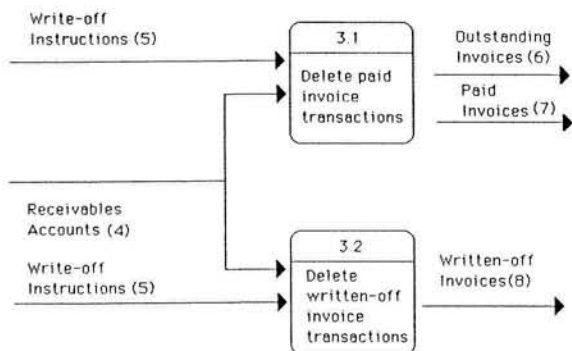 Write-off
Instructions (5)
3.1
Delete paid
invoice
transactions
Outstanding
Invoices (6)
Paid
Invoices (7)
Receivables
Accounts (4)
Write-off
Instructions (5)
3.2
Delete
written-off
invoice
transactions
Written-off
Invoices(8)